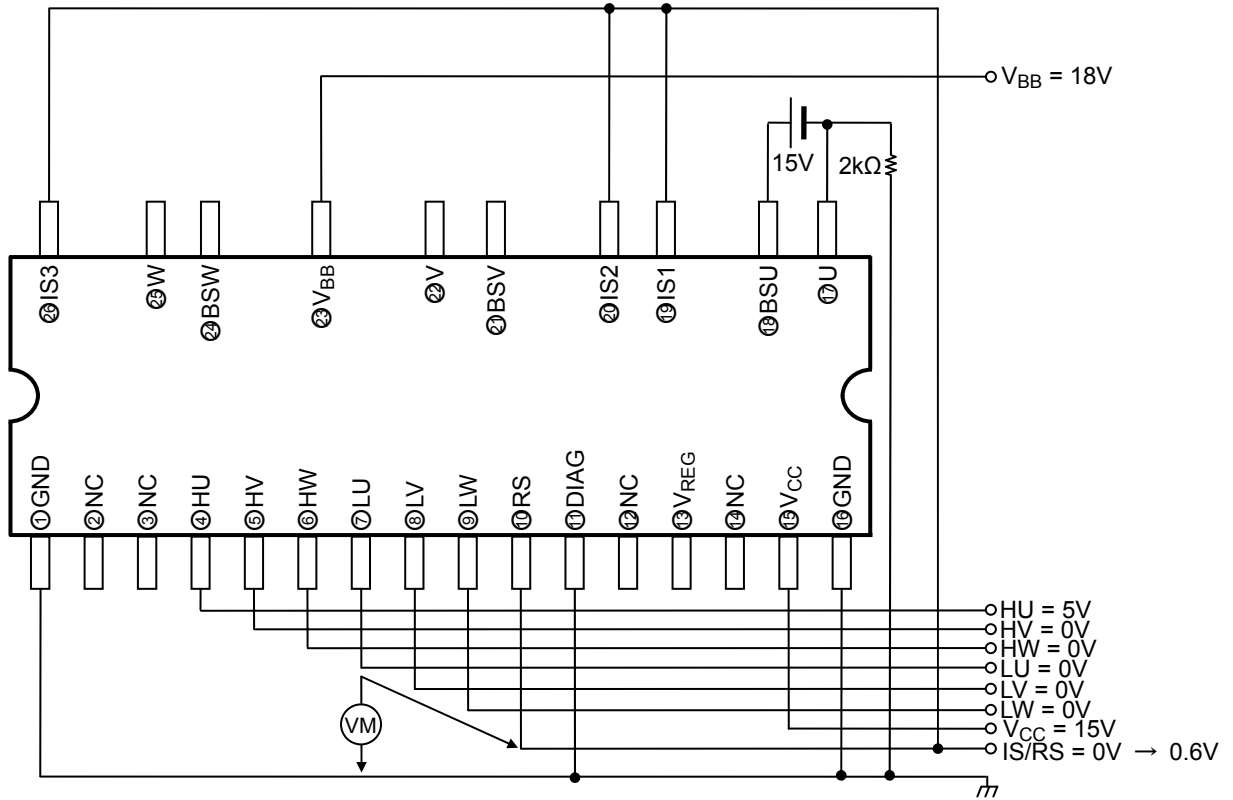 V_BB = 18V
15V
2kΩ
㉖IS3
㉕W
㉔BSW
㉓V_BB
㉒V
㉑BSV
⑳IS2
⑲IS1
⑱BSU
⑰U
①GND
②NC
③NC
④HU
⑤HV
⑥HW
⑦LU
⑧LV
⑨LW
⑩RS
⑪DIAG
⑫NC
⑬V_REG
⑭NC
⑮V_CC
⑯GND
HU = 5V
HV = 0V
HW = 0V
LU = 0V
LV = 0V
LW = 0V
V_CC = 15V
IS/RS = 0V → 0.6V
VM